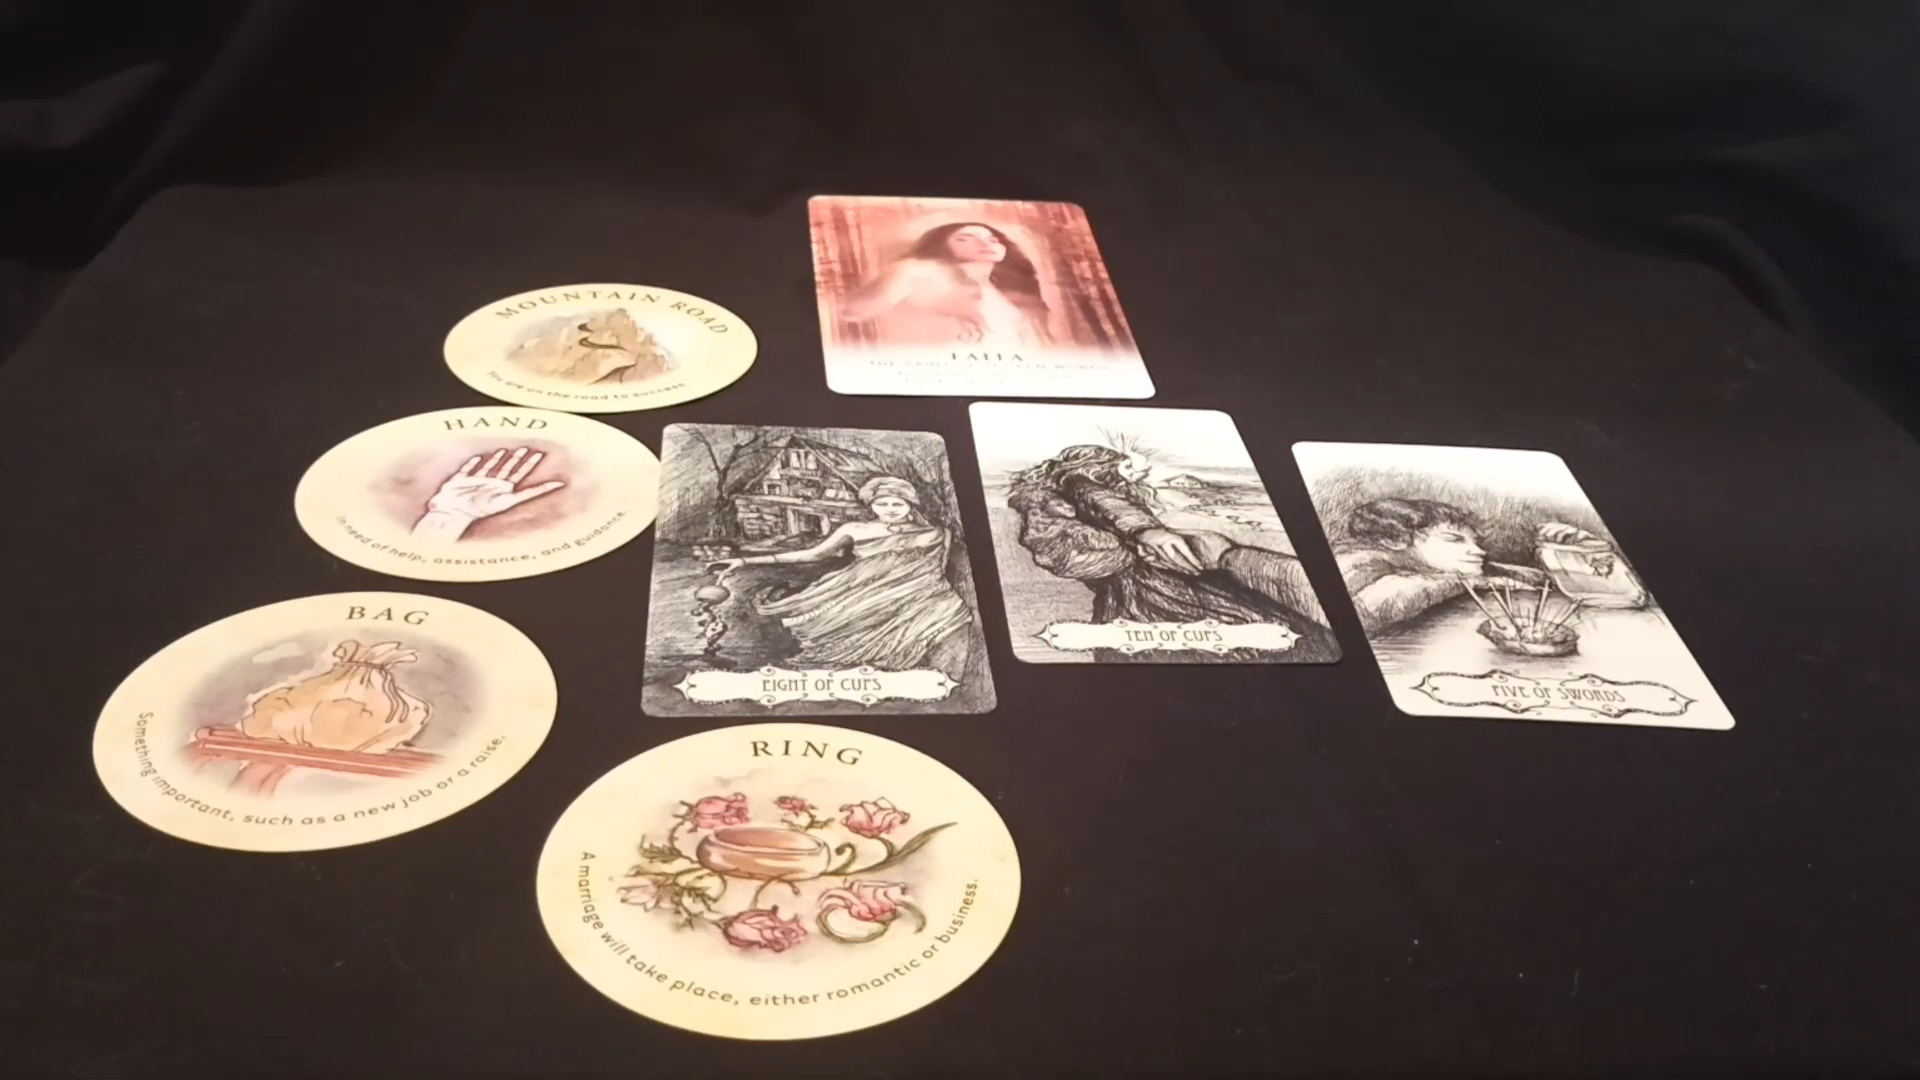 MOUNTAIN ROAD
You are on the road to success
HAND
In need of help, assistance, and guidance.
BAG
Something important, such as a new job or a raise.
RING
A marriage will take place, either romantic or business.
EIGHT OF CUPS
TEN OF CUPS
FIVE OF SWORDS